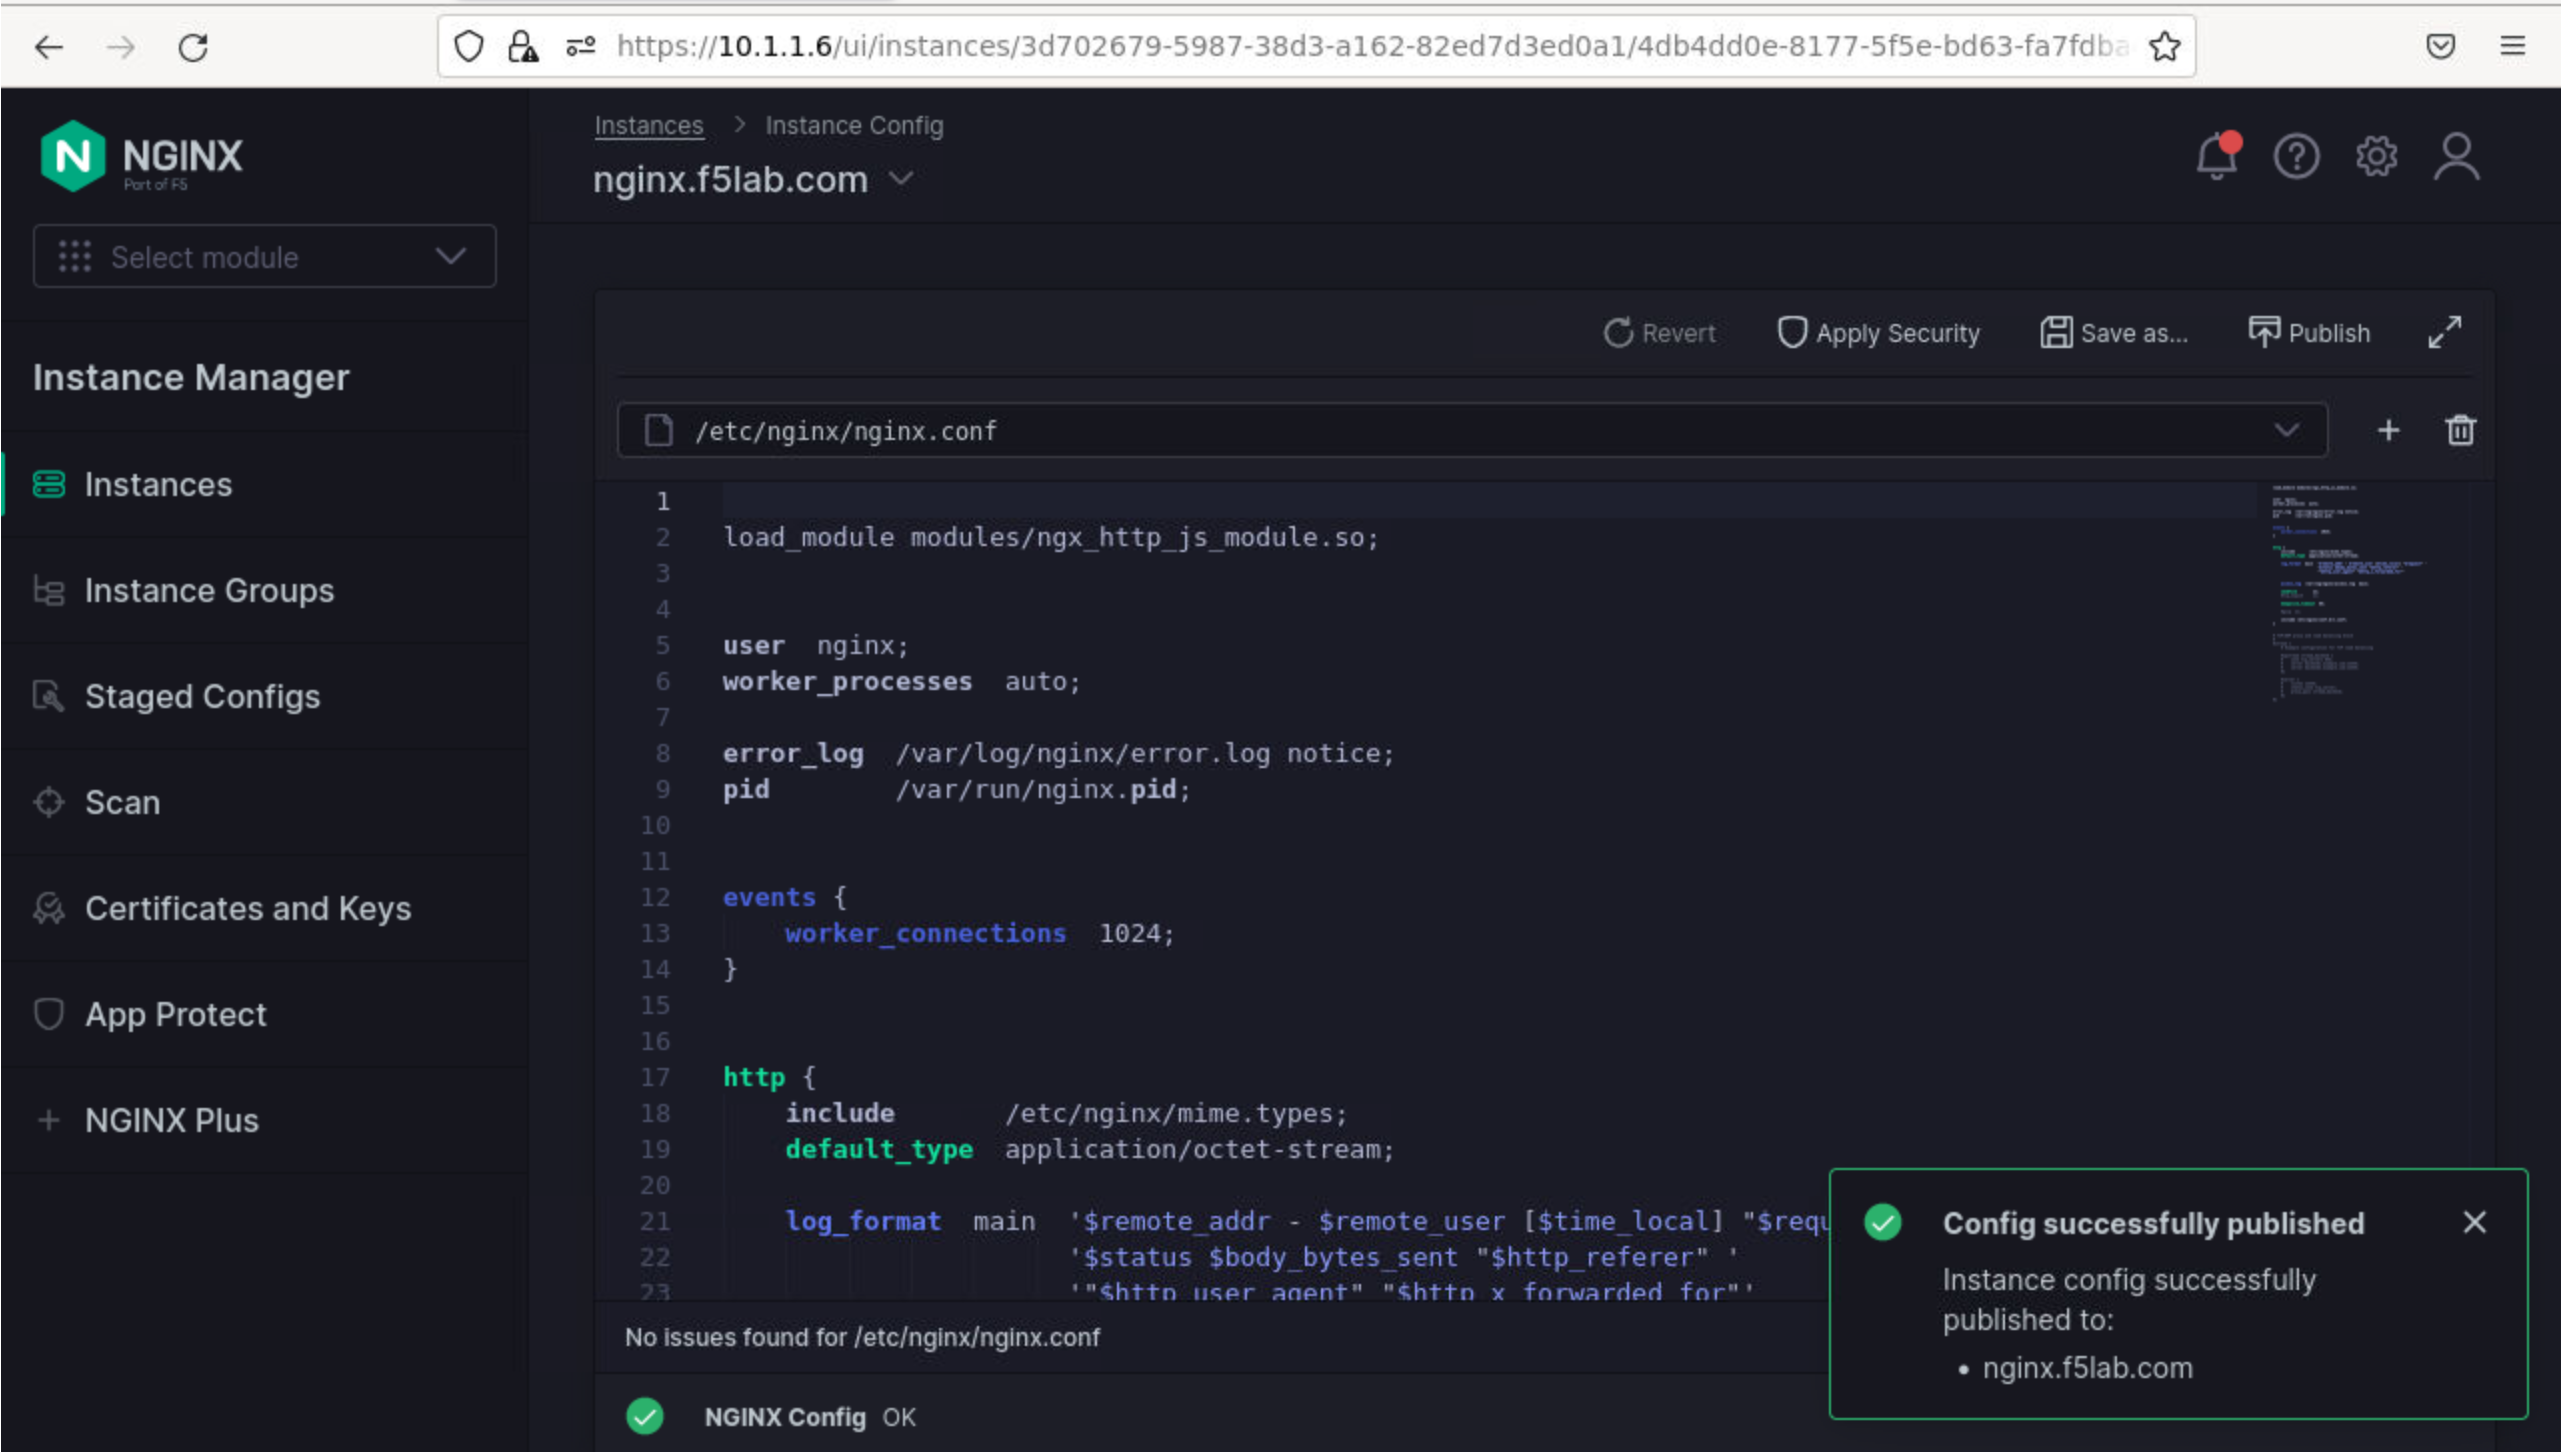 https://10.1.1.6/ui/instances/3d702679-5987-38d3-a162-82ed7d3ed0a1/4db4dd0e-8177-5f5e-bd63-fa7fdba
NGINX
Part of F5
Select module
Instance Manager
Instances
Instance Groups
Staged Configs
Scan
Certificates and Keys
App Protect
NGINX Plus
Instances > Instance Config
nginx.f5lab.com
Revert Apply Security Save as... Publish
/etc/nginx/nginx.conf
1
2 load_module modules/ngx_http_js_module.so;
3
4
5 user  nginx;
6 worker_processes  auto;
7
8 error_log  /var/log/nginx/error.log notice;
9 pid        /var/run/nginx.pid;
10
11
12 events {
13     worker_connections  1024;
14 }
15
16
17 http {
18     include       /etc/nginx/mime.types;
19     default_type  application/octet-stream;
20
21     log_format  main  '$remote_addr - $remote_user [$time_local] "$requ
22                       '$status $body_bytes_sent "$http_referer" '
23                       '"$http_user_agent" "$http_x_forwarded_for"'
No issues found for /etc/nginx/nginx.conf
NGINX Config OK
Config successfully published
Instance config successfully
published to:
• nginx.f5lab.com